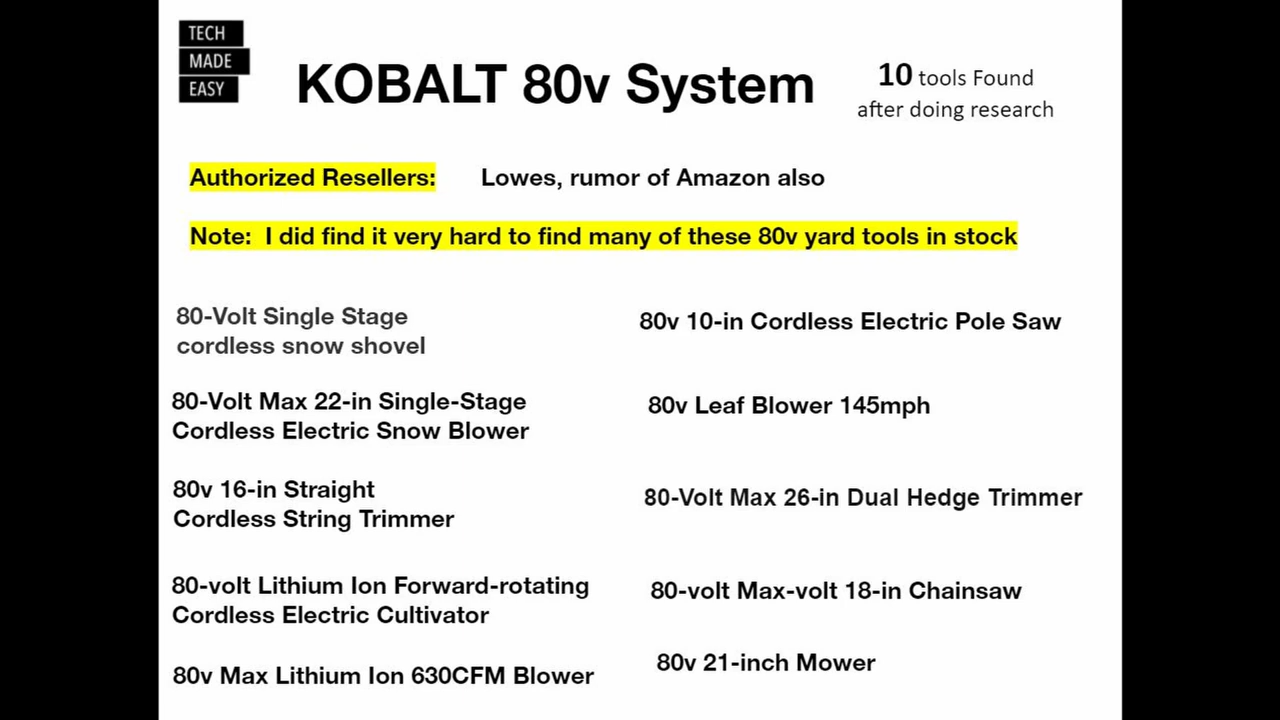 TECH
MADE
EASY
KOBALT 80v System
10 tools Found
after doing research
Authorized Resellers: Lowes, rumor of Amazon also
Note: I did find it very hard to find many of these 80v yard tools in stock
80-Volt Single Stage
cordless snow shovel
80-Volt Max 22-in Single-Stage
Cordless Electric Snow Blower
80v 16-in Straight
Cordless String Trimmer
80-volt Lithium Ion Forward-rotating
Cordless Electric Cultivator
80v Max Lithium Ion 630CFM Blower
80v 10-in Cordless Electric Pole Saw
80v Leaf Blower 145mph
80-Volt Max 26-in Dual Hedge Trimmer
80-volt Max-volt 18-in Chainsaw
80v 21-inch Mower